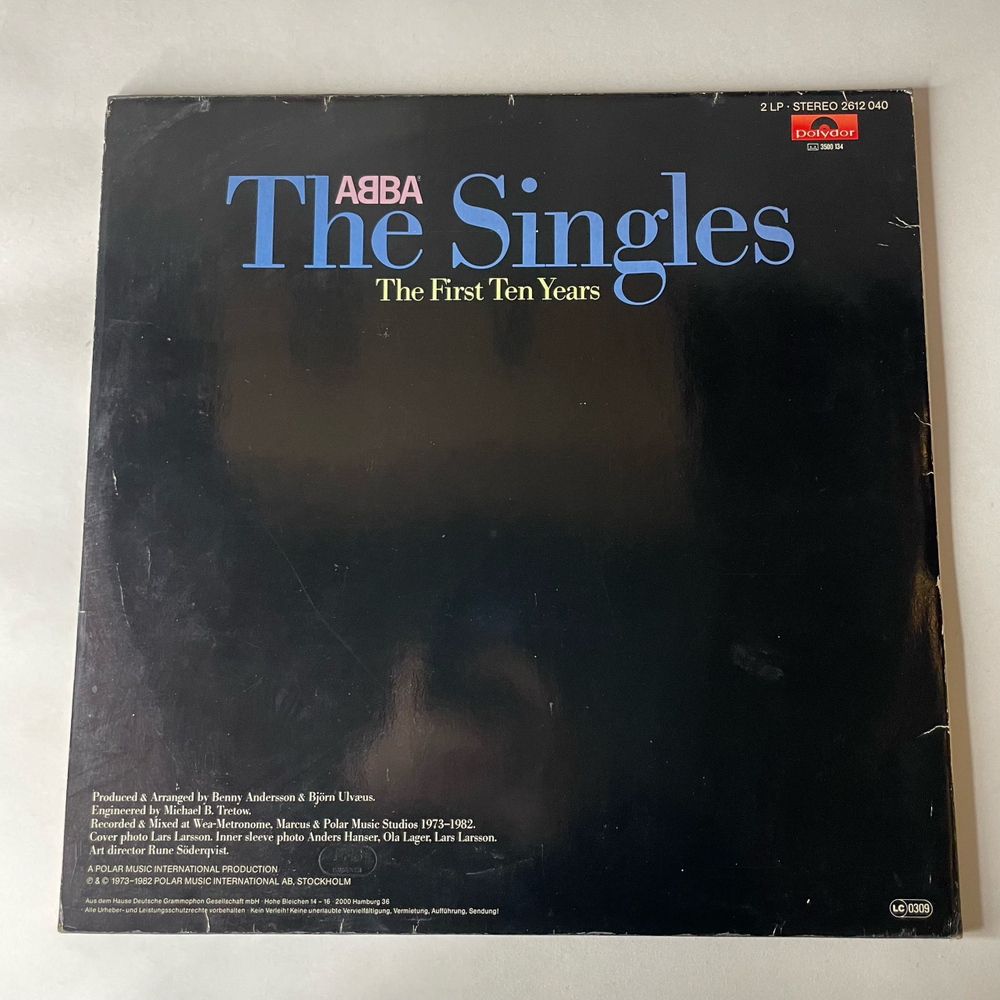 2 LP · STEREO 2612 040
polydor
3500 134
ABBA
The Singles
The First Ten Years
Produced & Arranged by Benny Andersson & Björn Ulvæus.
Engineered by Michael B. Tretow.
Recorded & Mixed at Wea-Metronome, Marcus & Polar Music Studios 1973–1982.
Cover photo Lars Larsson. Inner sleeve photo Anders Hanser, Ola Lager, Lars Larsson.
Art director Rune Söderqvist.
A POLAR MUSIC INTERNATIONAL PRODUCTION
℗ & © 1973–1982 POLAR MUSIC INTERNATIONAL AB, STOCKHOLM
Aus dem Hause Deutsche Grammophon Gesellschaft mbH · Hohe Bleichen 14 – 16 · 2000 Hamburg 36
Alle Urheber- und Leistungsschutzrechte vorbehalten · Kein Verleih! Keine unerlaubte Vervielfältigung, Vermietung, Aufführung, Sendung!
LC 0309